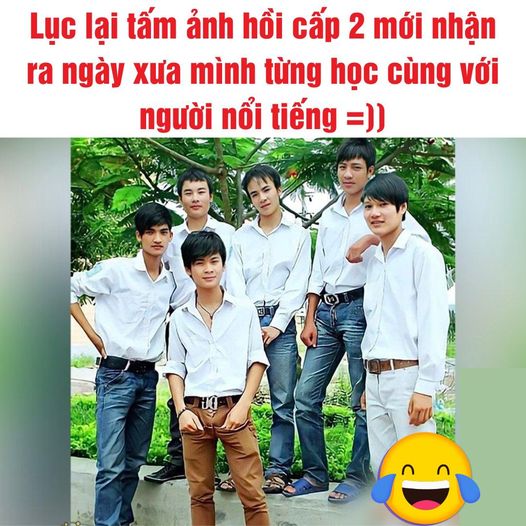 Lục lại tấm ảnh hồi cấp 2 mới nhận
ra ngày xưa mình từng học cùng với
người nổi tiếng =))